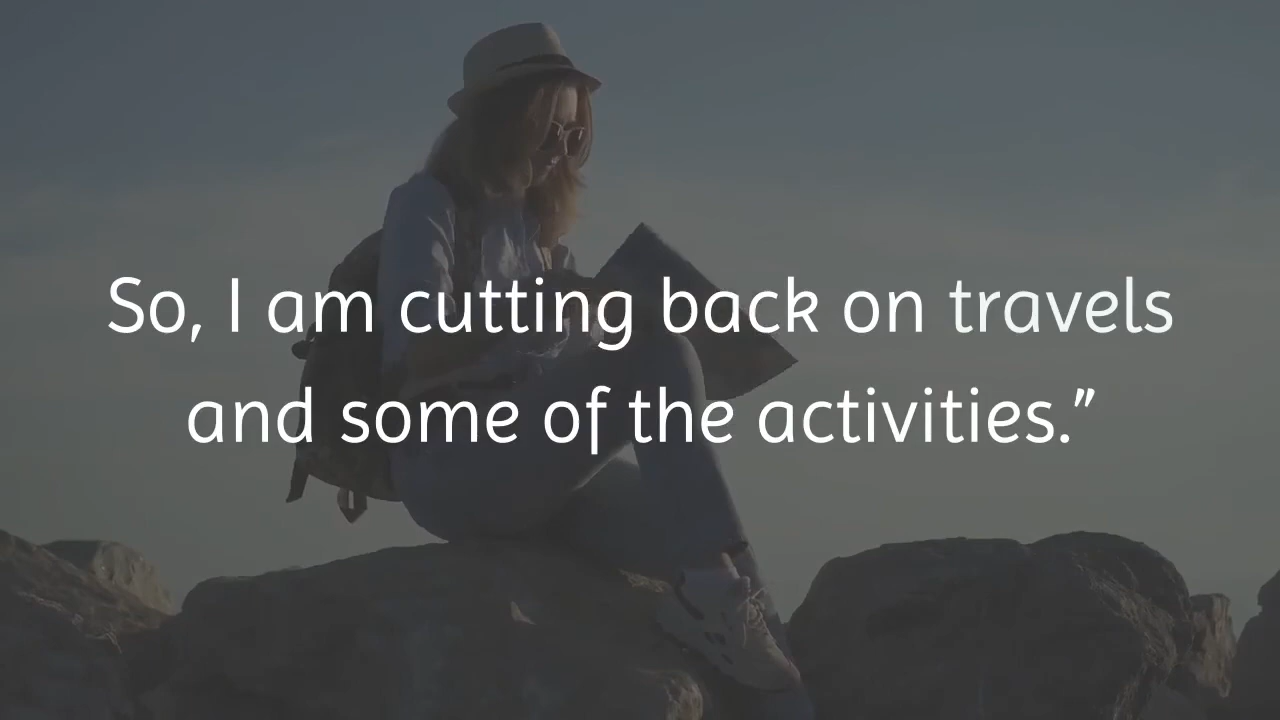 So, I am cutting back on travels
and some of the activities.”